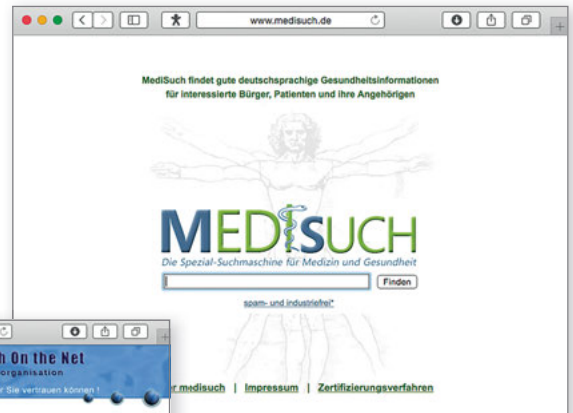 www.medisuch.de
MediSuch findet gute deutschsprachige Gesundheitsinformationen
für interessierte Bürger, Patienten und ihre Angehörigen
MEDISUCH
Die Spezial-Suchmaschine für Medizin und Gesundheit
Finden
spam- und industriefrei*
medisuch | Impressum | Zertifizierungsverfahren
On the Net
organisation
Sie vertrauen können !